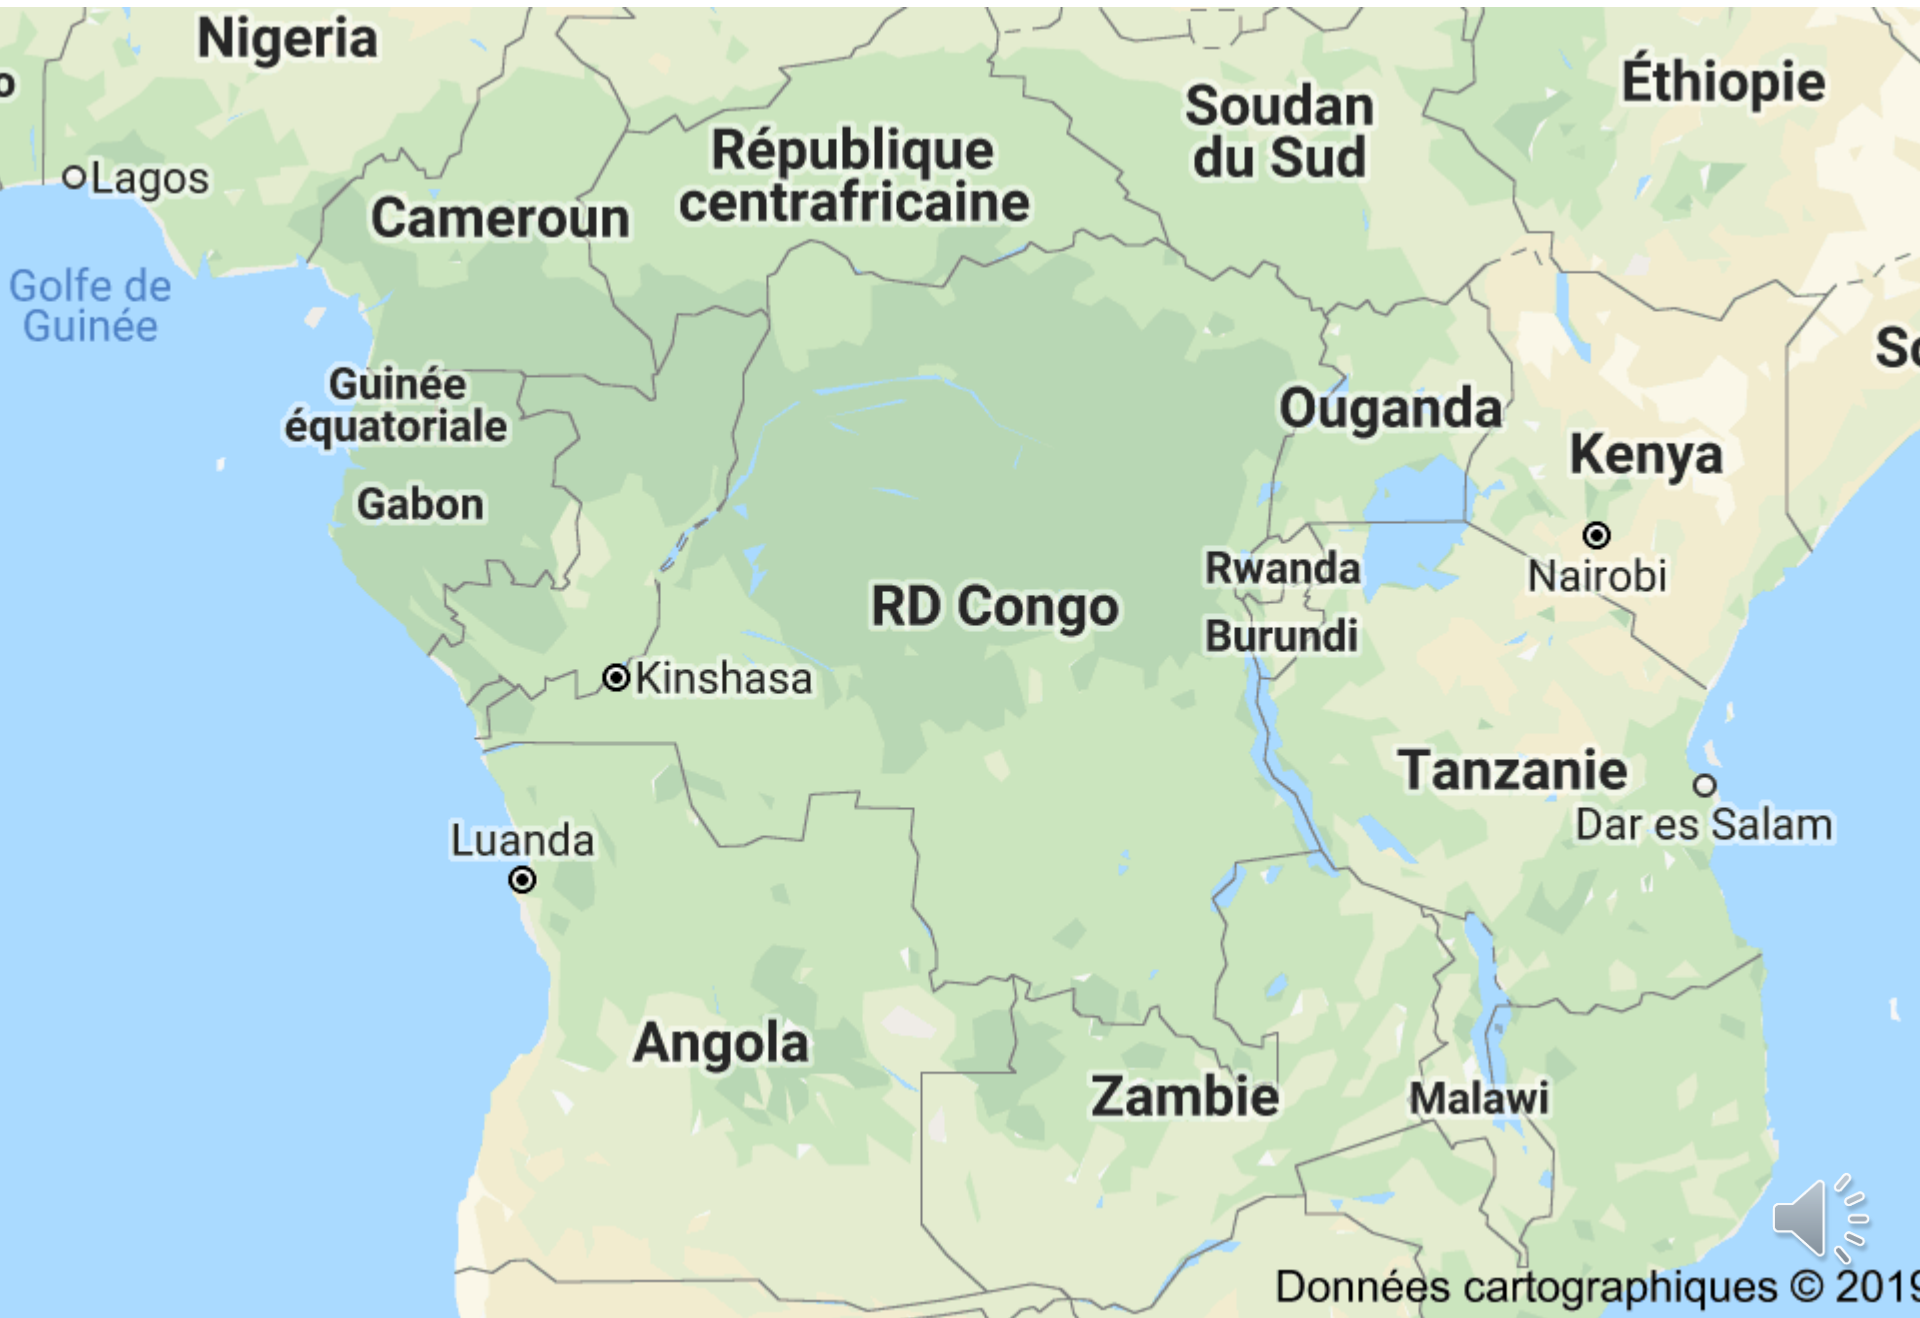 Nigeria
Éthiopie
Soudan
du Sud
République
centrafricaine
Lagos
Cameroun
Golfe de
Guinée
Guinée
équatoriale
Ouganda
Kenya
Gabon
Nairobi
Rwanda
RD Congo
Burundi
Kinshasa
Tanzanie
Dar es Salam
Luanda
Angola
Zambie
Malawi
Données cartographiques © 2019